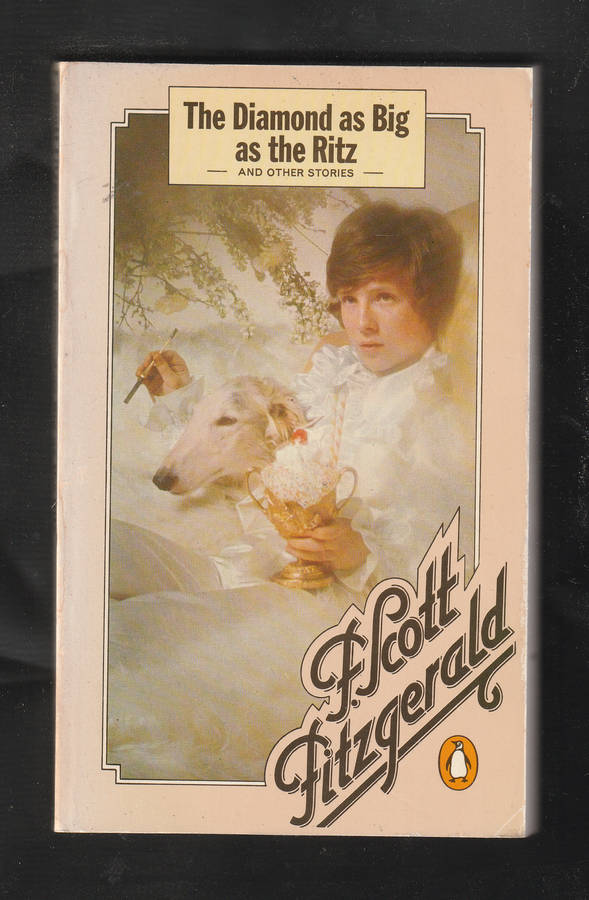 The Diamond as Big
as the Ritz
AND OTHER STORIES
F. Scott
Fitzgerald